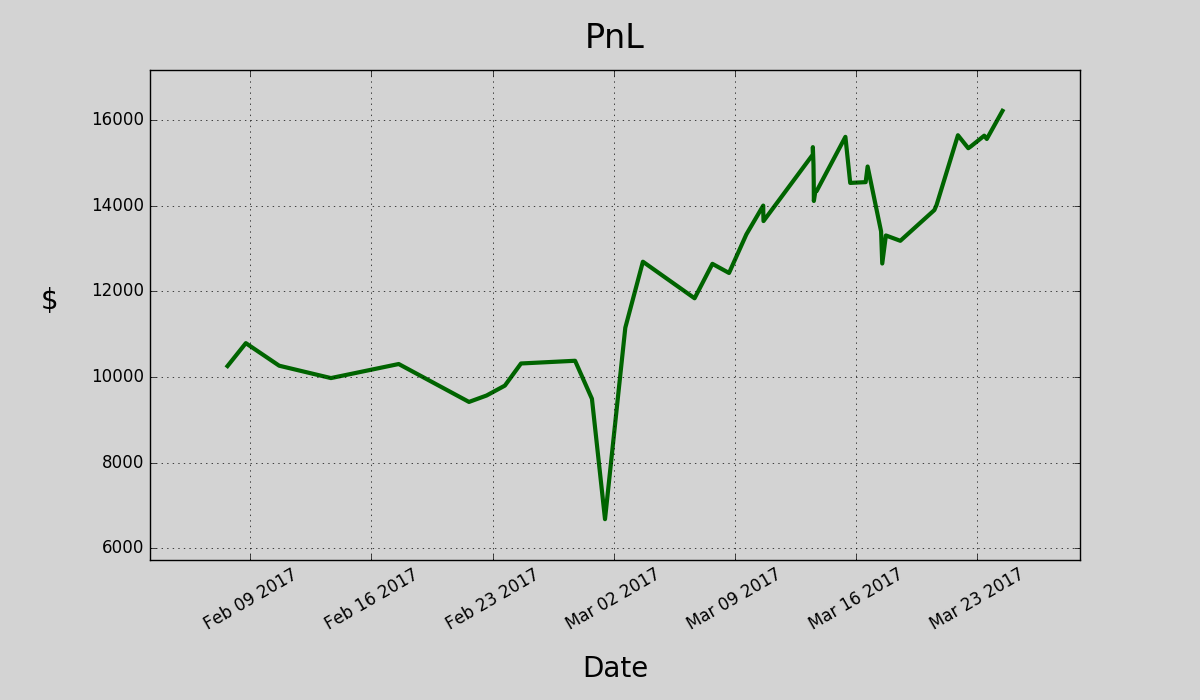 PnL
16000
14000
12000
$
10000
8000
6000
Feb 09 2017
Feb 16 2017
Feb 23 2017
Mar 02 2017
Mar 09 2017
Mar 16 2017
Mar 23 2017
Date